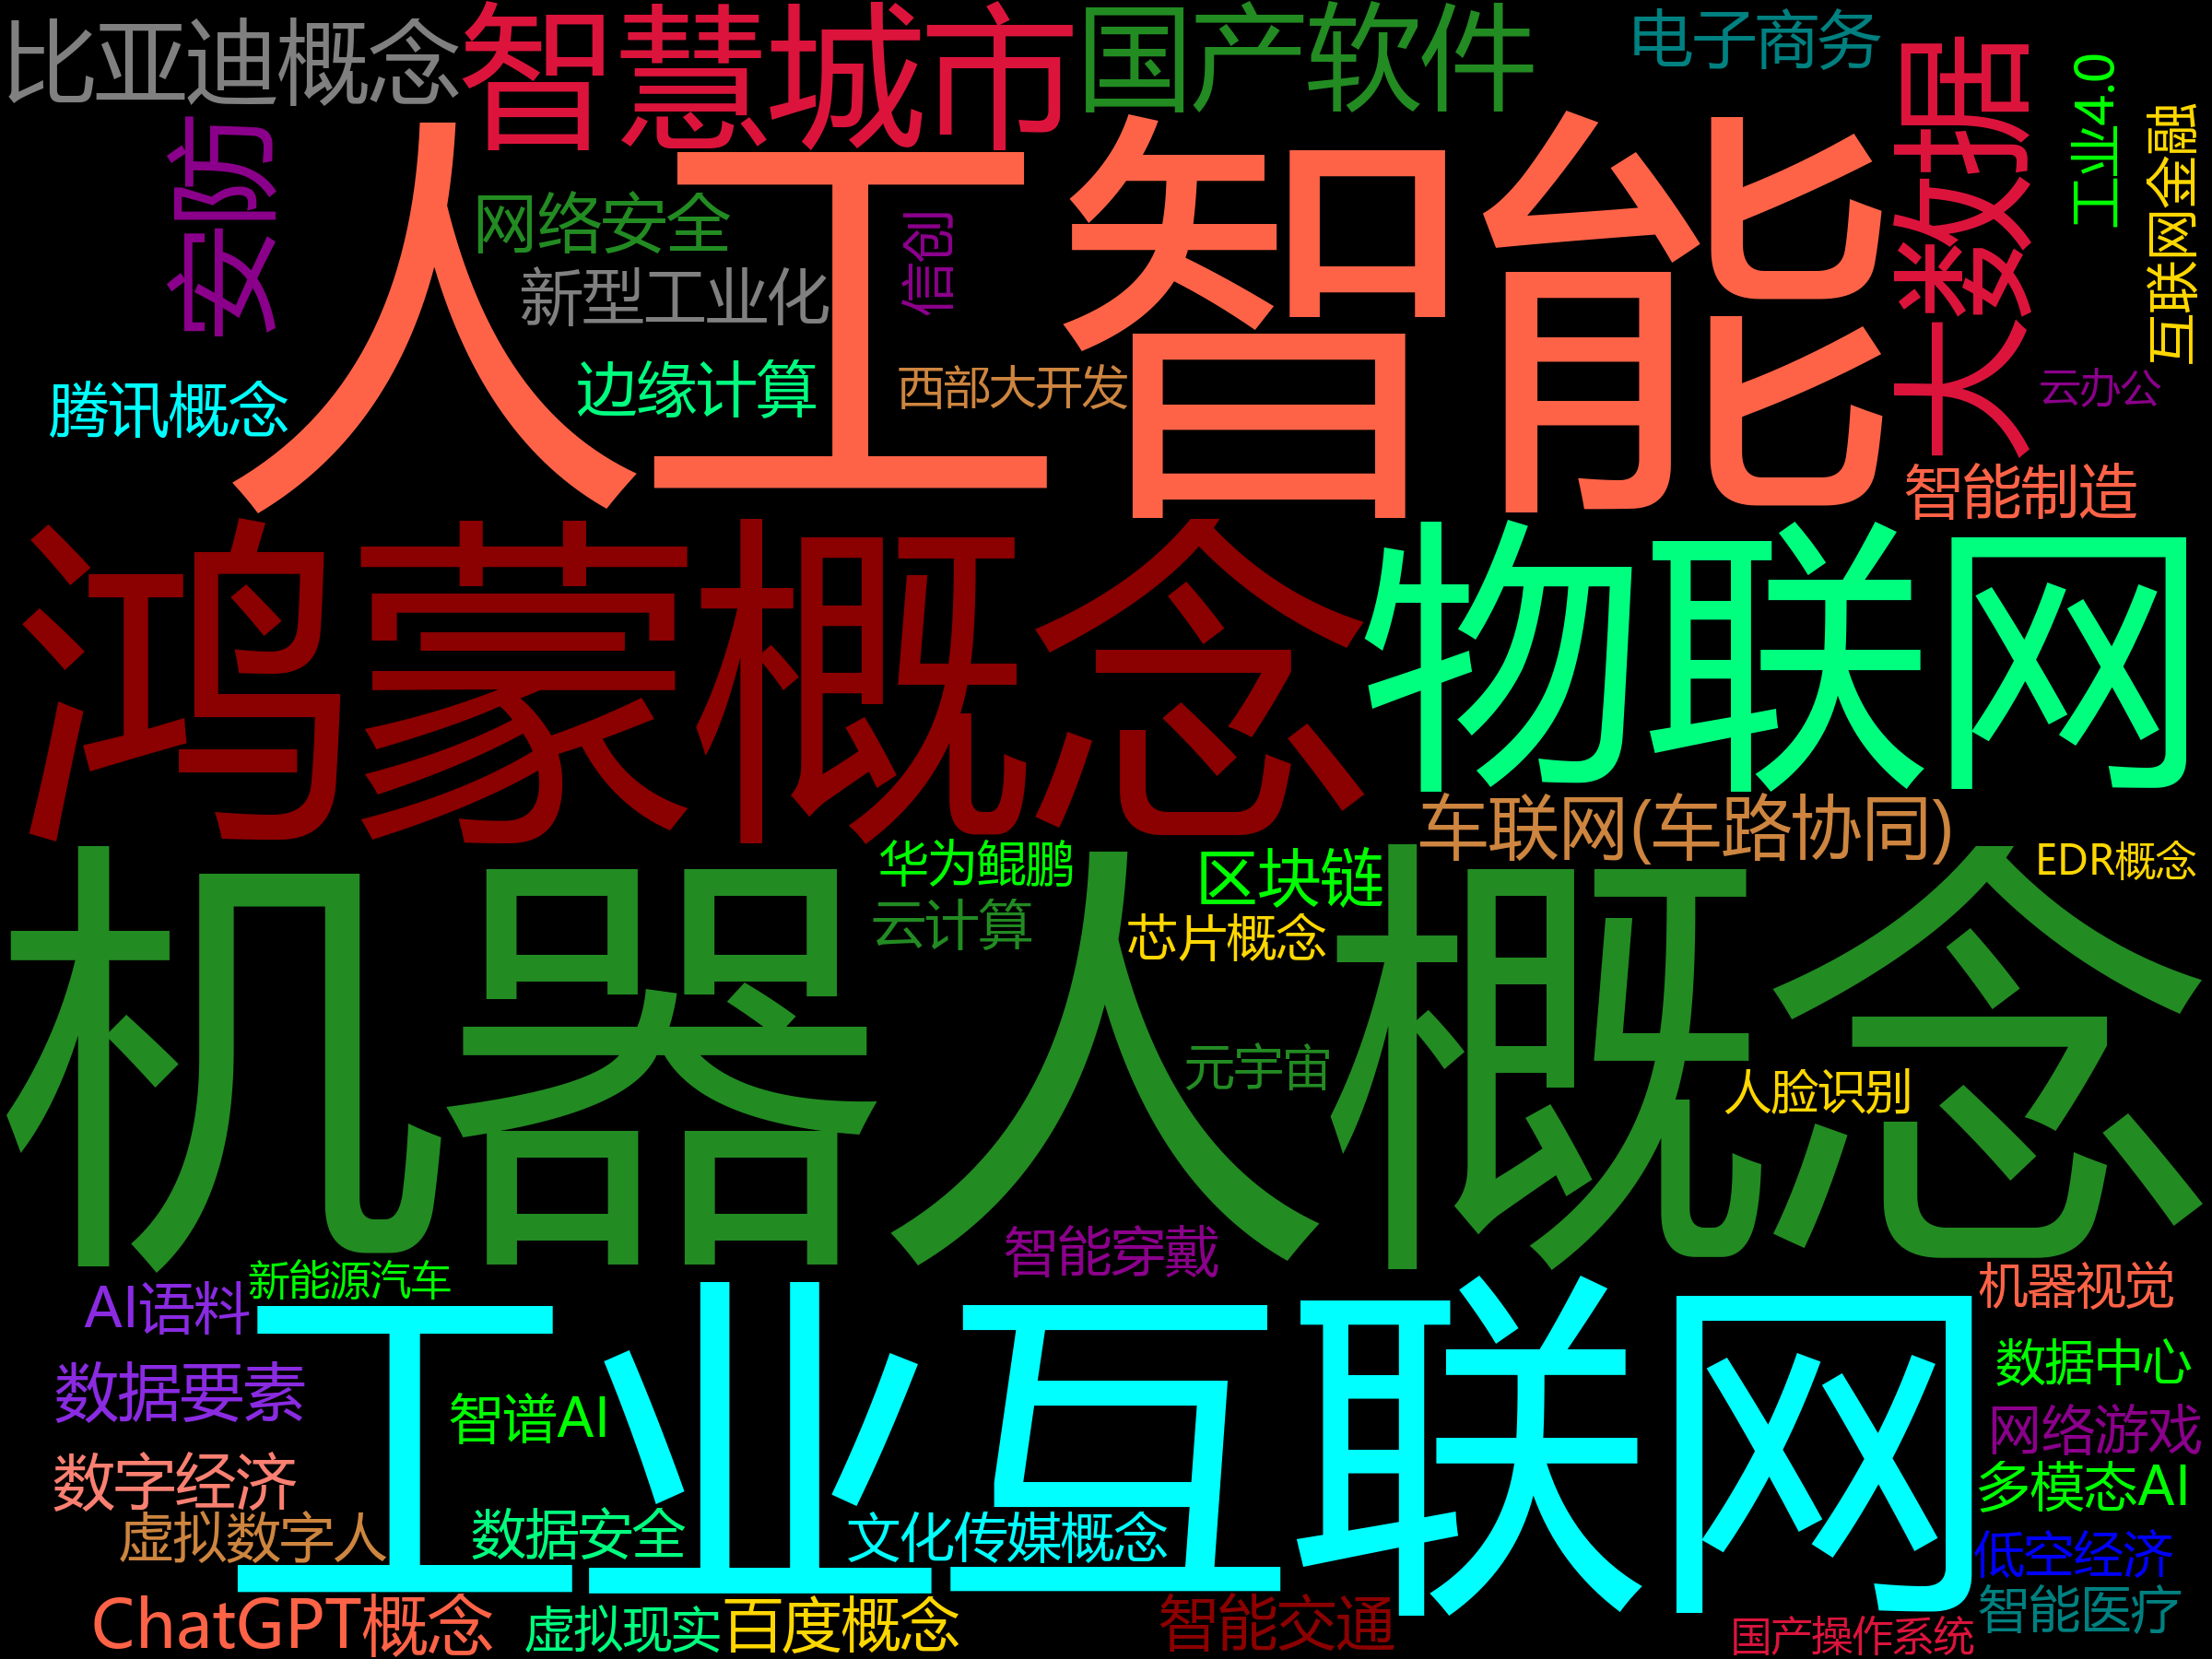 比亚迪概念
智慧城市
国产软件
电子商务
大数据
工业4.0
互联网金融
安防
人工智能
网络安全
信创
新型工业化
腾讯概念
边缘计算
西部大开发
云办公
智能制造
鸿蒙概念
物联网
车联网(车路协同)
华为鲲鹏
区块链
EDR概念
云计算
芯片概念
机器人概念
元宇宙
人脸识别
智能穿戴
新能源汽车
AI语料
机器视觉
工业互联网
数据要素
数据中心
智谱AI
网络游戏
数字经济
多模态AI
虚拟数字人
数据安全
文化传媒概念
低空经济
ChatGPT概念
虚拟现实
百度概念
智能交通
智能医疗
国产操作系统